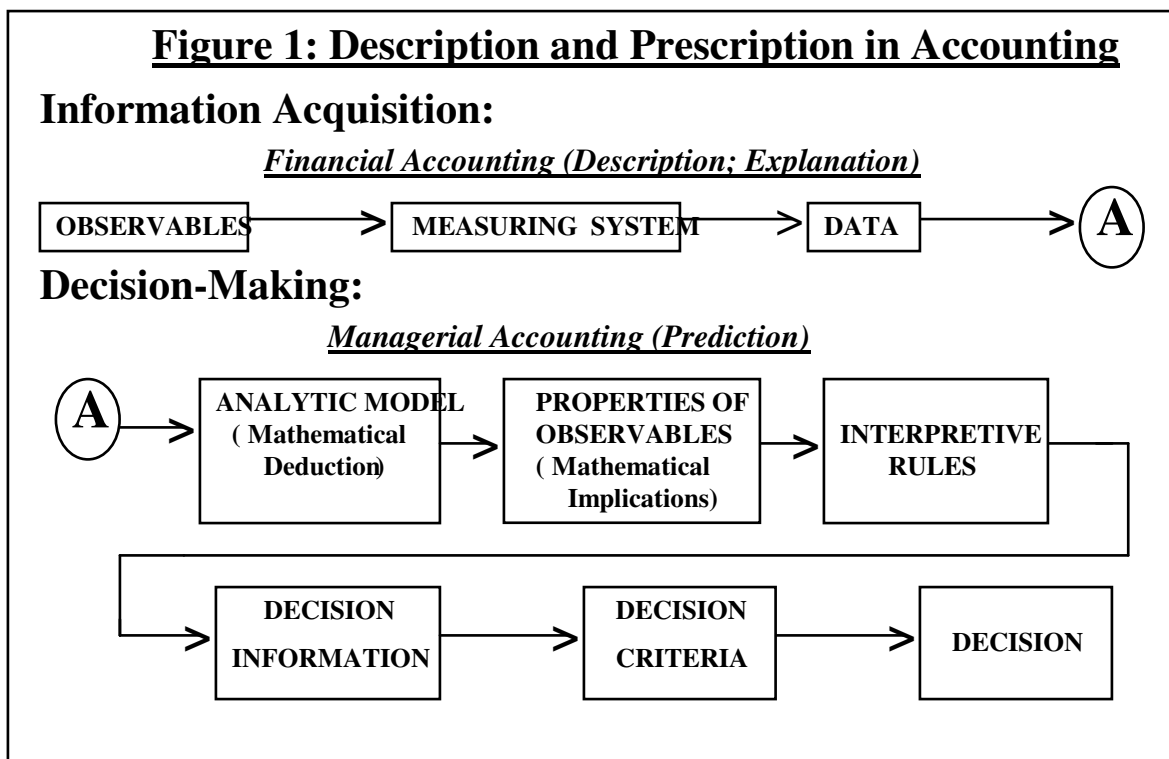 Figure 1: Description and Prescription in Accounting
Information Acquisition:
Financial Accounting (Description; Explanation)
OBSERVABLES
MEASURING SYSTEM
DATA
A
Decision-Making:
Managerial Accounting (Prediction)
A
ANALYTIC MODEL
( Mathematical
Deduction)
PROPERTIES OF
OBSERVABLES
( Mathematical
Implications)
INTERPRETIVE
RULES
DECISION
INFORMATION
DECISION
CRITERIA
DECISION